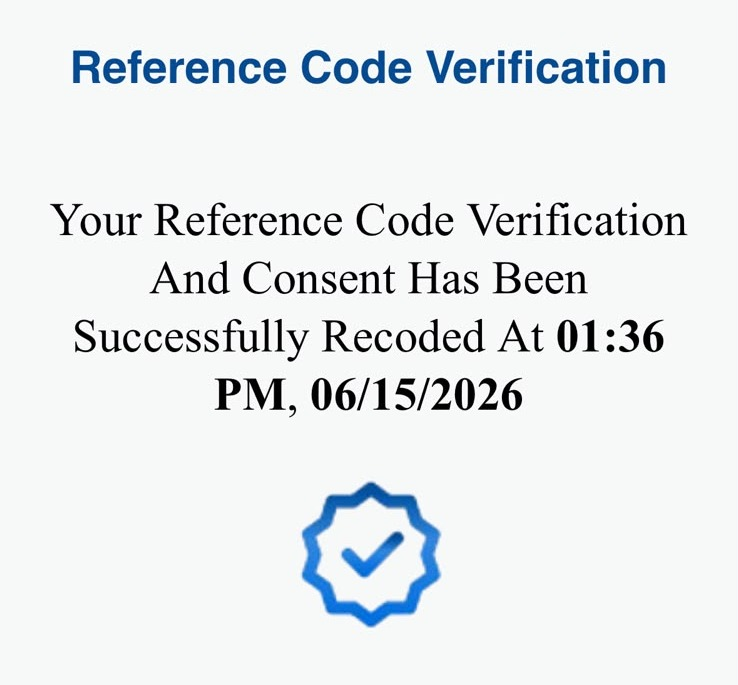 Reference Code Verification
Your Reference Code Verification
And Consent Has Been
Successfully Recoded At 01:36
PM, 06/15/2026